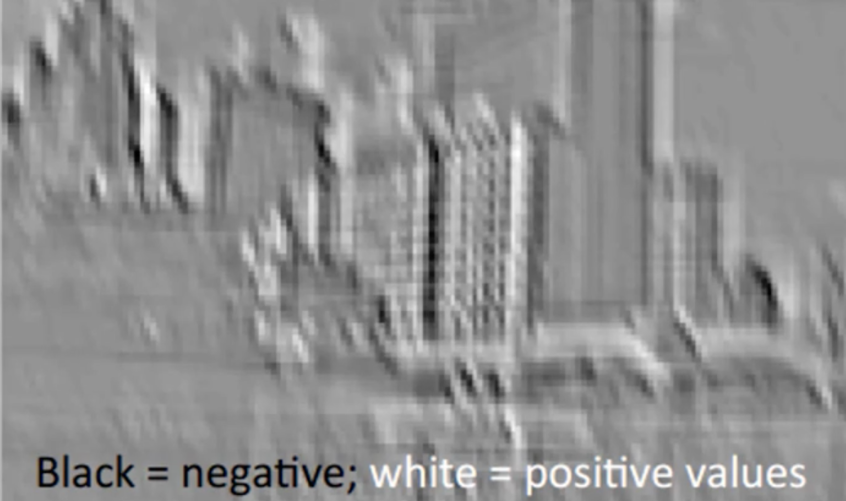 Black = negative; white = positive values